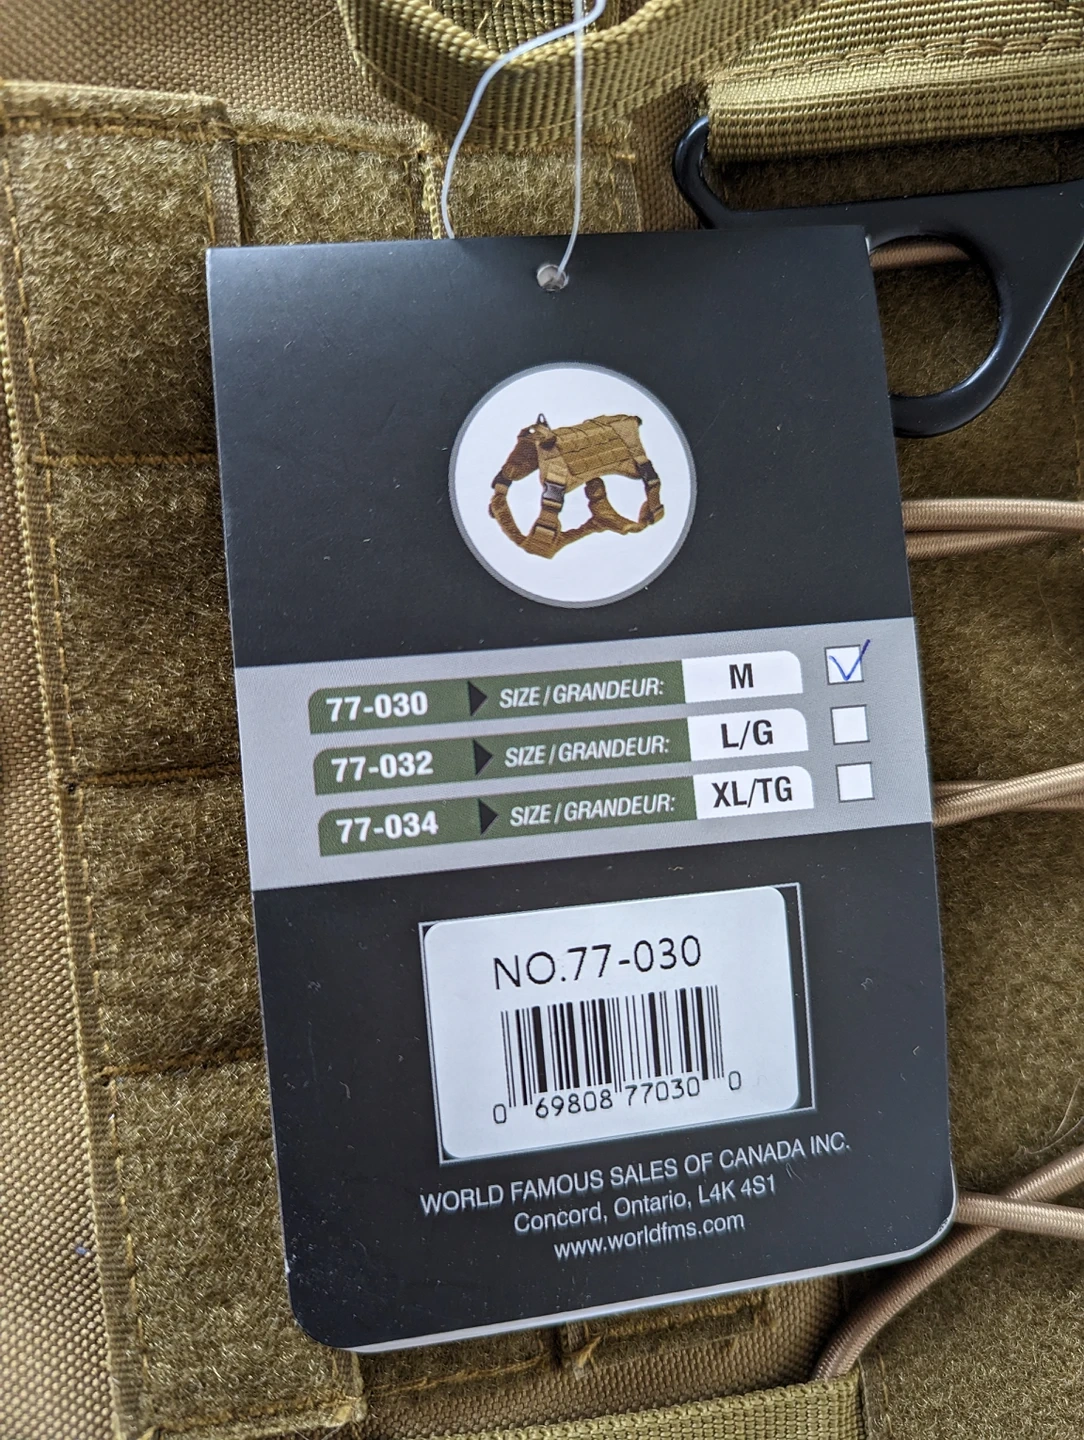 77-030 SIZE/GRANDEUR: M
77-032 SIZE/GRANDEUR: L/G
77-034 SIZE/GRANDEUR: XL/TG
NO.77-030
0 69808 77030 0
WORLD FAMOUS SALES OF CANADA INC.
Concord, Ontario, L4K 4S1
www.worldfms.com